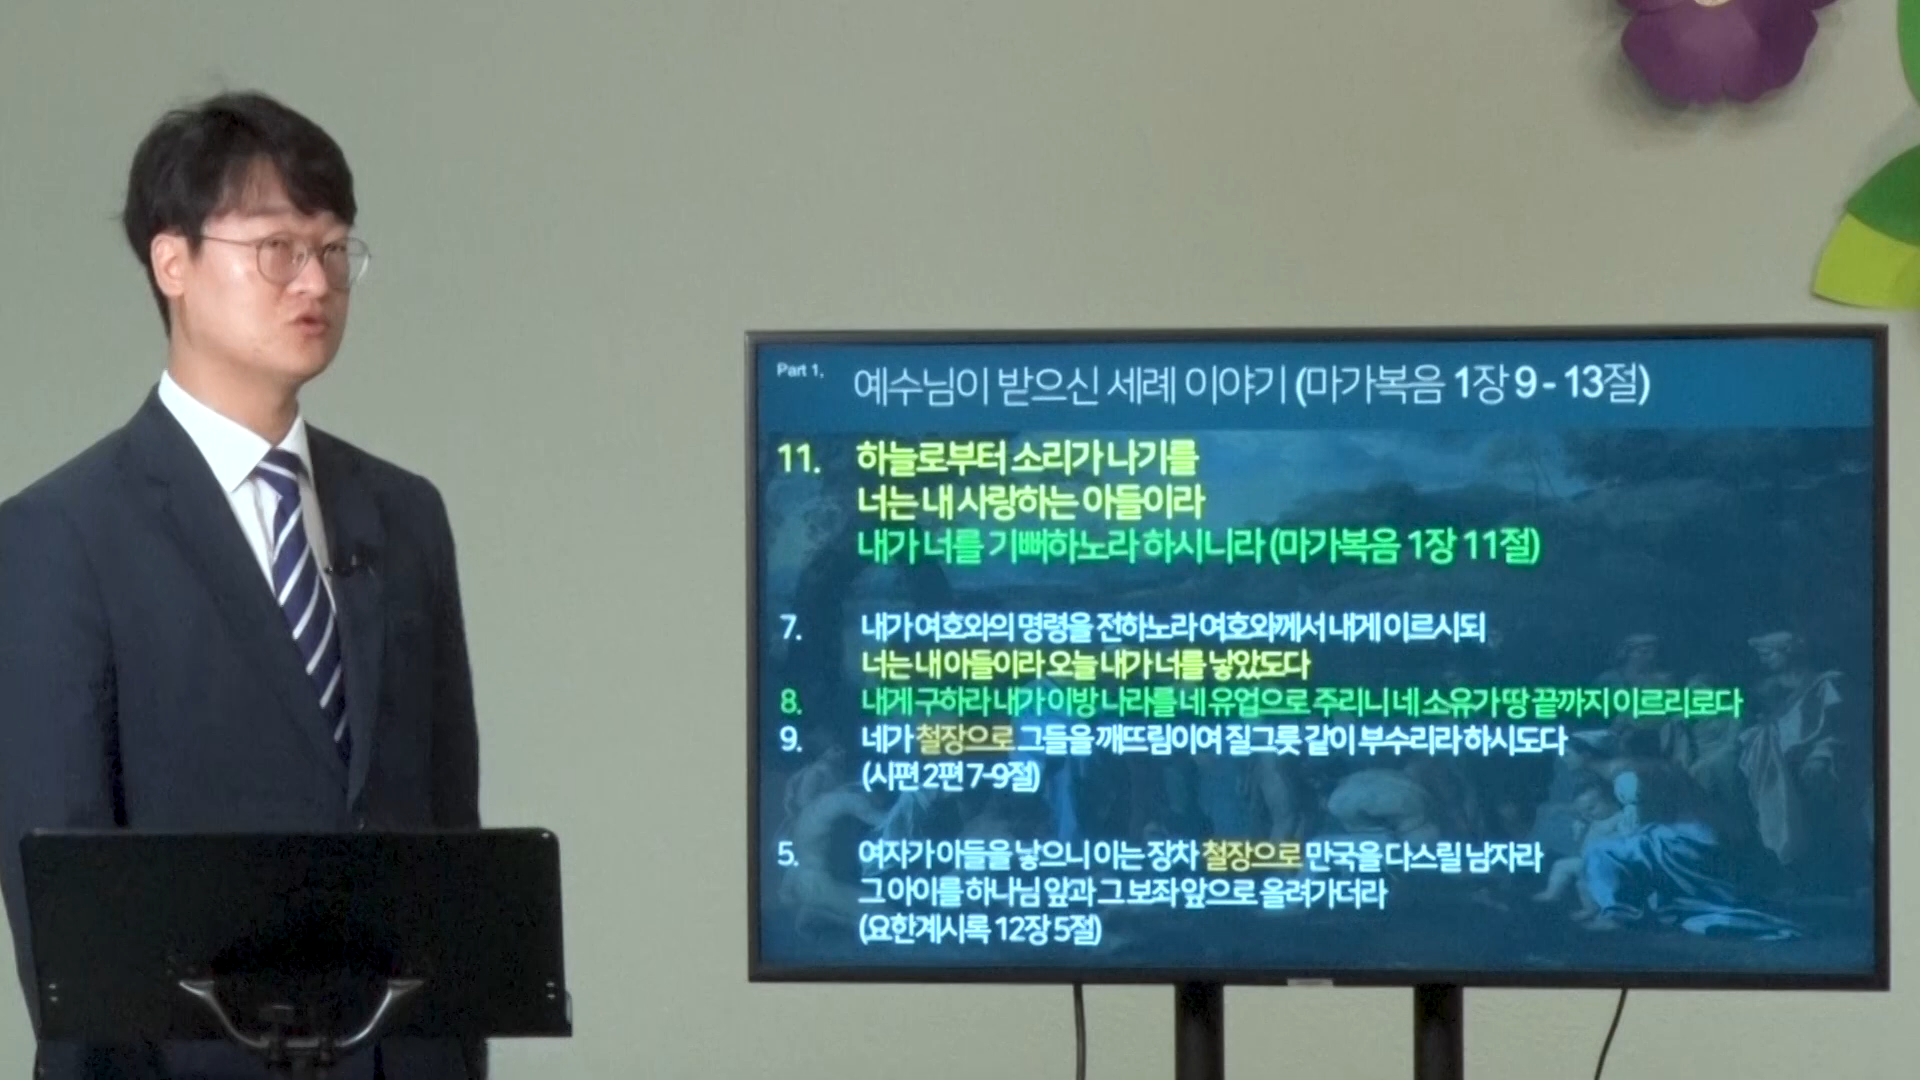 Part 1.
예수님이 받으신 세례 이야기 (마가복음 1장 9 - 13절)
11. 하늘로부터 소리가 나기를
너는 내 사랑하는 아들이라
내가 너를 기뻐하노라 하시니라 (마가복음 1장 11절)
7. 내가 여호와의 명령을 전하노라 여호와께서 내게 이르시되
너는 내 아들이라 오늘 내가 너를 낳았도다
8. 내게 구하라 내가 이방 나라를 네 유업으로 주리니 네 소유가 땅 끝까지 이르리로다
9. 네가 철장으로 그들을 깨뜨림이여 질그릇 같이 부수리라 하시도다
(시편 2편 7-9절)
5. 여자가 아들을 낳으니 이는 장차 철장으로 만국을 다스릴 남자라
그 아이를 하나님 앞과 그 보좌 앞으로 올려가더라
(요한계시록 12장 5절)